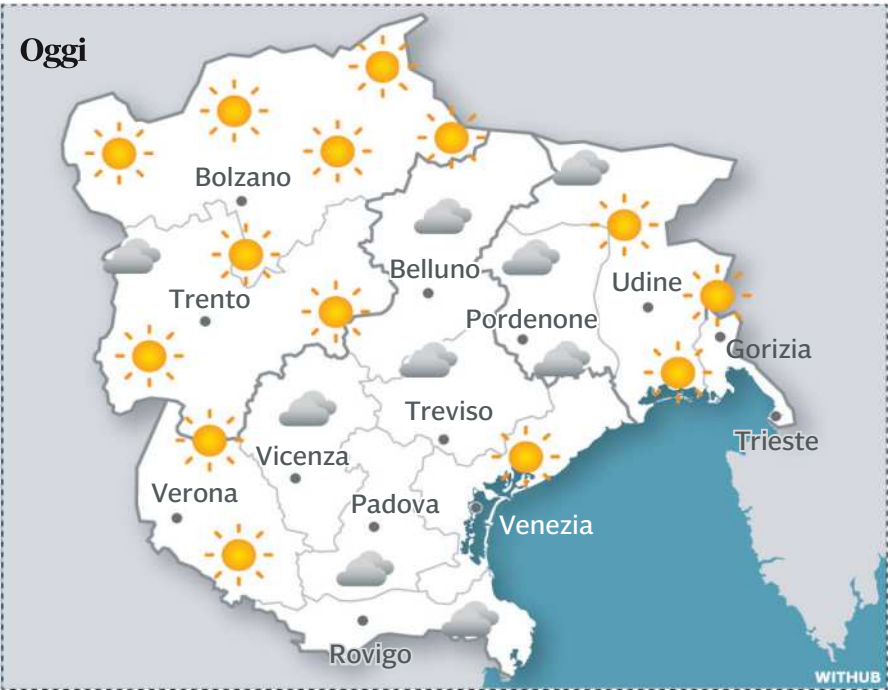 Oggi
Bolzano
Belluno
Udine
Trento
Pordenone
Gorizia
Treviso
Trieste
Vicenza
Verona
Padova
Venezia
Rovigo
WITHUB